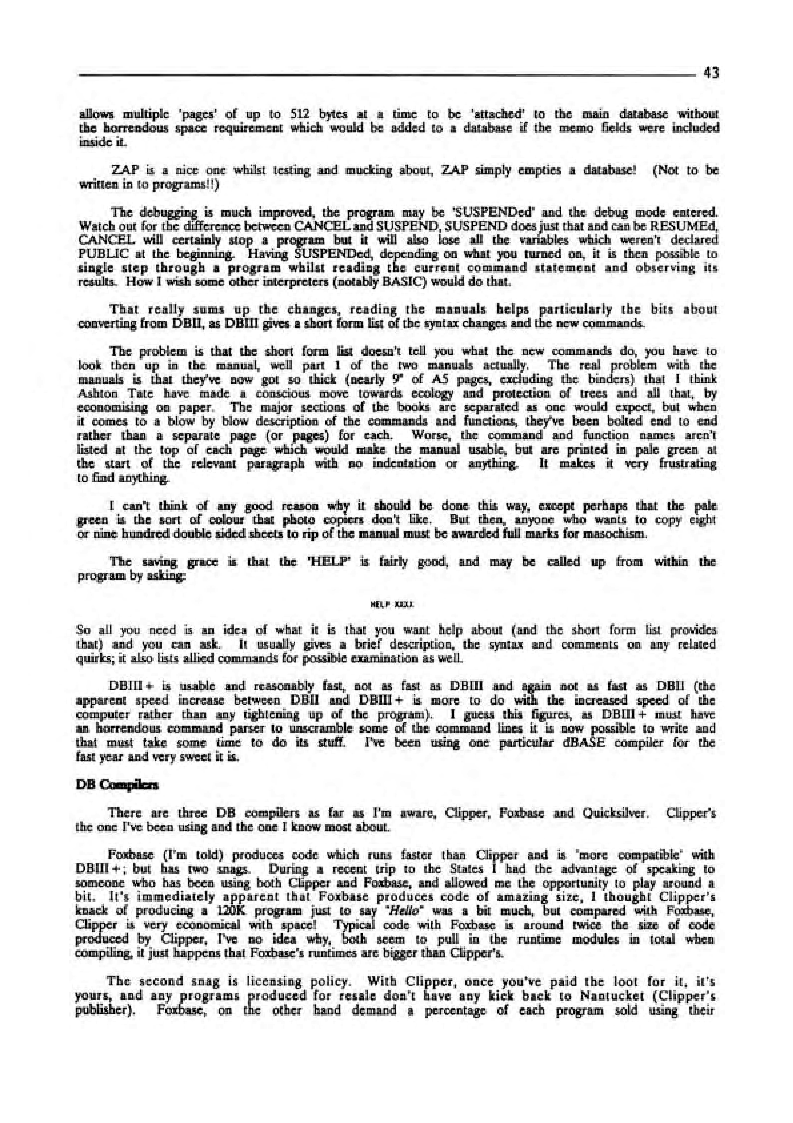 43
allows multiple 'pages' of up to 512 bytes at a time to be 'attached' to the main database without
the horrendous space requirement which would be added to a database if the memo fields were included
inside it.
ZAP is a nice one whilst testing and mucking about, ZAP simply empties a database! (Not to be
written in to programs!!)
The debugging is much improved, the program may be 'SUSPENDed' and the debug mode entered.
Watch out for the difference between CANCEL and SUSPEND, SUSPEND does just that and can be RESUMEd,
CANCEL will certainly stop a program but it will also lose all the variables which weren't declared
PUBLIC at the beginning. Having SUSPENDed, depending on what you turned on, it is then possible to
single step through a program whilst reading the current command statement and observing its
results. How I wish some other interpreters (notably BASIC) would do that.
That really sums up the changes, reading the manuals helps particularly the bits about
converting from DBII, as DBIII gives a short form list of the syntax changes and the new commands.
The problem is that the short form list doesn't tell you what the new commands do, you have to
look then up in the manual, well part 1 of the two manuals actually. The real problem with the
manuals is that they've now got so thick (nearly 9" of A5 pages, excluding the binders) that I think
Ashton Tate have made a conscious move towards ecology and protection of trees and all that, by
economising on paper. The major sections of the books are separated as one would expect, but when
it comes to a blow by blow description of the commands and functions, they've been bolted end to end
rather than a separate page (or pages) for each. Worse, the command and function names aren't
listed at the top of each page which would make the manual usable, but are printed in pale green at
the start of the relevant paragraph with no indentation or anything. It makes it very frustrating
to find anything.
I can't think of any good reason why it should be done this way, except perhaps that the pale
green is the sort of colour that photo copiers don't like. But then, anyone who wants to copy eight
or nine hundred double sided sheets to rip of the manual must be awarded full marks for masochism.
The saving grace is that the 'HELP' is fairly good, and may be called up from within the
program by asking:
HELP XXXX
So all you need is an idea of what it is that you want help about (and the short form list provides
that) and you can ask. It usually gives a brief description, the syntax and comments on any related
quirks; it also lists allied commands for possible examination as well.
DBIII+ is usable and reasonably fast, not as fast as DBIII and again not as fast as DBII (the
apparent speed increase between DBII and DBIII+ is more to do with the increased speed of the
computer rather than any tightening up of the program). I guess this figures, as DBIII+ must have
an horrendous command parser to unscramble some of the command lines it is now possible to write and
that must take some time to do its stuff. I've been using one particular dBASE compiler for the
fast year and very sweet it is.
DB Compilers
There are three DB compilers as far as I'm aware, Clipper, Foxbase and Quicksilver. Clipper's
the one I've been using and the one I know most about.
Foxbase (I'm told) produces code which runs faster than Clipper and is 'more compatible' with
DBIII+; but has two snags. During a recent trip to the States I had the advantage of speaking to
someone who has been using both Clipper and Foxbase, and allowed me the opportunity to play around a
bit. It's immediately apparent that Foxbase produces code of amazing size, I thought Clipper's
knack of producing a 120K program just to say "Hello" was a bit much, but compared with Foxbase,
Clipper is very economical with space! Typical code with Foxbase is around twice the size of code
produced by Clipper, I've no idea why, both seem to pull in the runtime modules in total when
compiling, it just happens that Foxbase's runtimes are bigger than Clipper's.
The second snag is licensing policy. With Clipper, once you've paid the loot for it, it's
yours, and any programs produced for resale don't have any kick back to Nantucket (Clipper's
publisher). Foxbase, on the other hand demand a percentage of each program sold using their